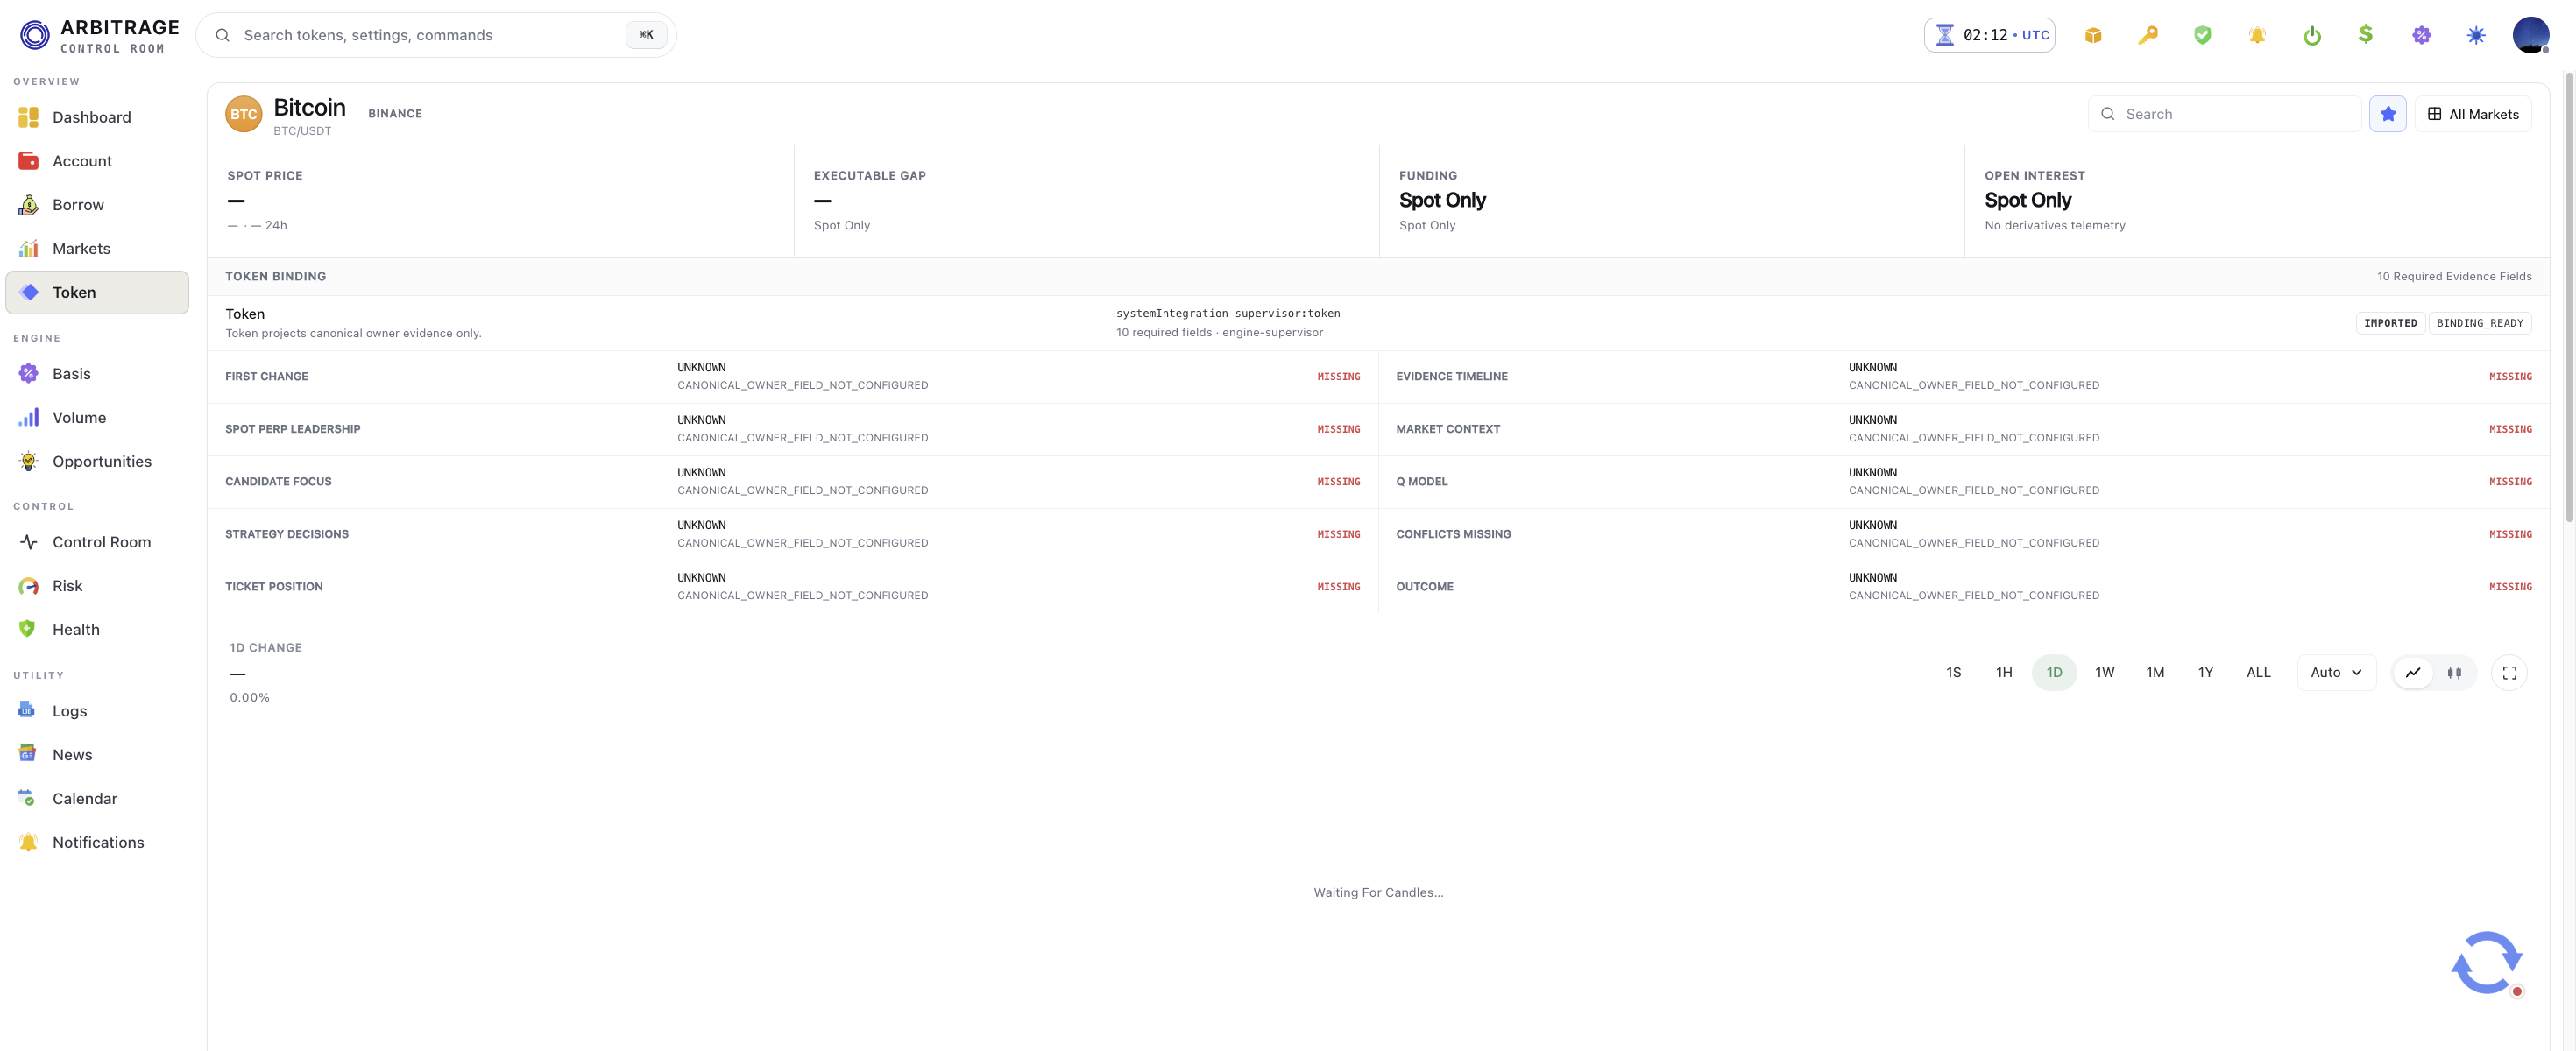 ARBITRAGE
CONTROL ROOM
Search tokens, settings, commands
⌘K
02:12 • UTC
OVERVIEW
Dashboard
Account
Borrow
Markets
Token
ENGINE
Basis
Volume
Opportunities
CONTROL
Control Room
Risk
Health
UTILITY
Logs
News
Calendar
Notifications
BTC
Bitcoin
BTC/USDT
BINANCE
Search
All Markets
SPOT PRICE
—
— · — 24h
EXECUTABLE GAP
—
Spot Only
FUNDING
Spot Only
Spot Only
OPEN INTEREST
Spot Only
No derivatives telemetry
TOKEN BINDING
10 Required Evidence Fields
Token
Token projects canonical owner evidence only.
systemIntegration supervisor:token
10 required fields · engine-supervisor
IMPORTED
BINDING_READY
FIRST CHANGE
UNKNOWN
CANONICAL_OWNER_FIELD_NOT_CONFIGURED
MISSING
EVIDENCE TIMELINE
UNKNOWN
CANONICAL_OWNER_FIELD_NOT_CONFIGURED
MISSING
SPOT PERP LEADERSHIP
UNKNOWN
CANONICAL_OWNER_FIELD_NOT_CONFIGURED
MISSING
MARKET CONTEXT
UNKNOWN
CANONICAL_OWNER_FIELD_NOT_CONFIGURED
MISSING
CANDIDATE FOCUS
UNKNOWN
CANONICAL_OWNER_FIELD_NOT_CONFIGURED
MISSING
Q MODEL
UNKNOWN
CANONICAL_OWNER_FIELD_NOT_CONFIGURED
MISSING
STRATEGY DECISIONS
UNKNOWN
CANONICAL_OWNER_FIELD_NOT_CONFIGURED
MISSING
CONFLICTS MISSING
UNKNOWN
CANONICAL_OWNER_FIELD_NOT_CONFIGURED
MISSING
TICKET POSITION
UNKNOWN
CANONICAL_OWNER_FIELD_NOT_CONFIGURED
MISSING
OUTCOME
UNKNOWN
CANONICAL_OWNER_FIELD_NOT_CONFIGURED
MISSING
1D CHANGE
—
0.00%
1S
1H
1D
1W
1M
1Y
ALL
Auto
Waiting For Candles...